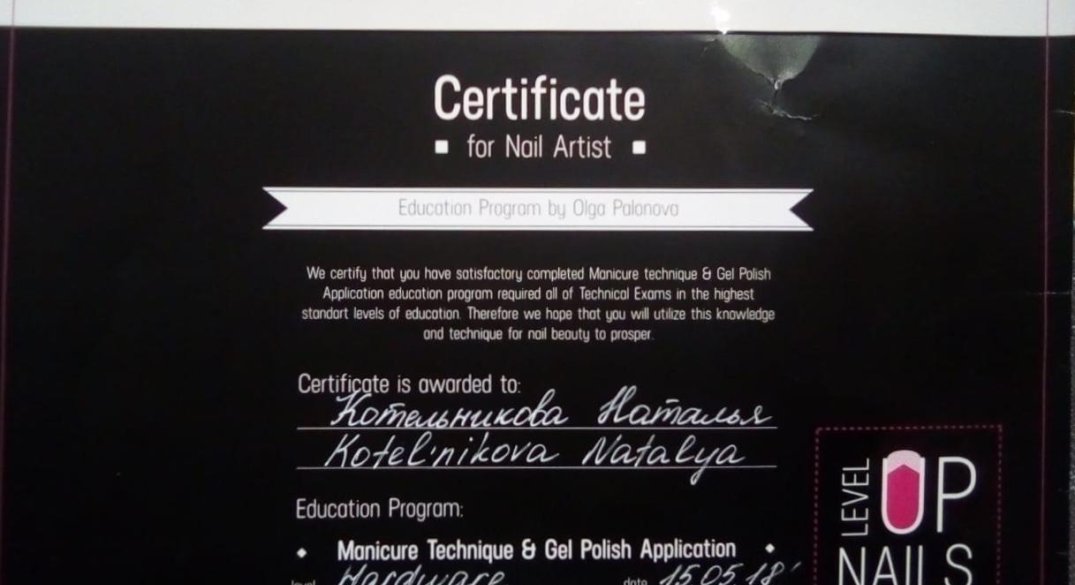 Certificate
for Nail Artist
Education Program by Olga Palonova
We certify that you have satisfactory completed Manicure technique & Gel Polish
Application education program required all of Technical Exams in the highest
standart levels of education. Therefore we hope that you will utilize this knowledge
and technique for nail beauty to prosper.
Certificate is awarded to:
Котельникова Наталья
Kotel'nikova Natalya
Education Program:
Manicure Technique & Gel Polish Application
level Hardware date 15.05.18'
LEVEL UP
NAILS